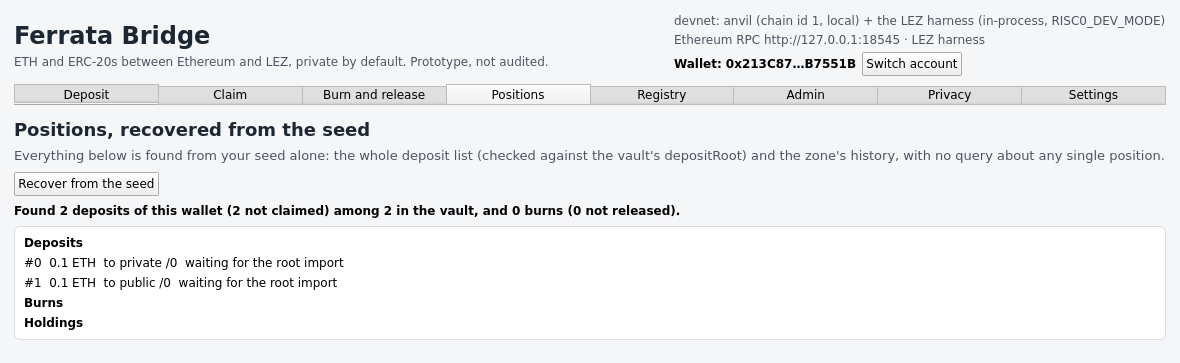 Ferrata Bridge
ETH and ERC-20s between Ethereum and LEZ, private by default. Prototype, not audited.
devnet: anvil (chain id 1, local) + the LEZ harness (in-process, RISC0_DEV_MODE)
Ethereum RPC http://127.0.0.1:18545 · LEZ harness
Wallet: 0x213C87…B7551B Switch account
Deposit Claim Burn and release Positions Registry Admin Privacy Settings
Positions, recovered from the seed
Everything below is found from your seed alone: the whole deposit list (checked against the vault's depositRoot) and the zone's history, with no query about any single position.
Recover from the seed
Found 2 deposits of this wallet (2 not claimed) among 2 in the vault, and 0 burns (0 not released).
Deposits
#0 0.1 ETH to private /0 waiting for the root import
#1 0.1 ETH to public /0 waiting for the root import
Burns
Holdings